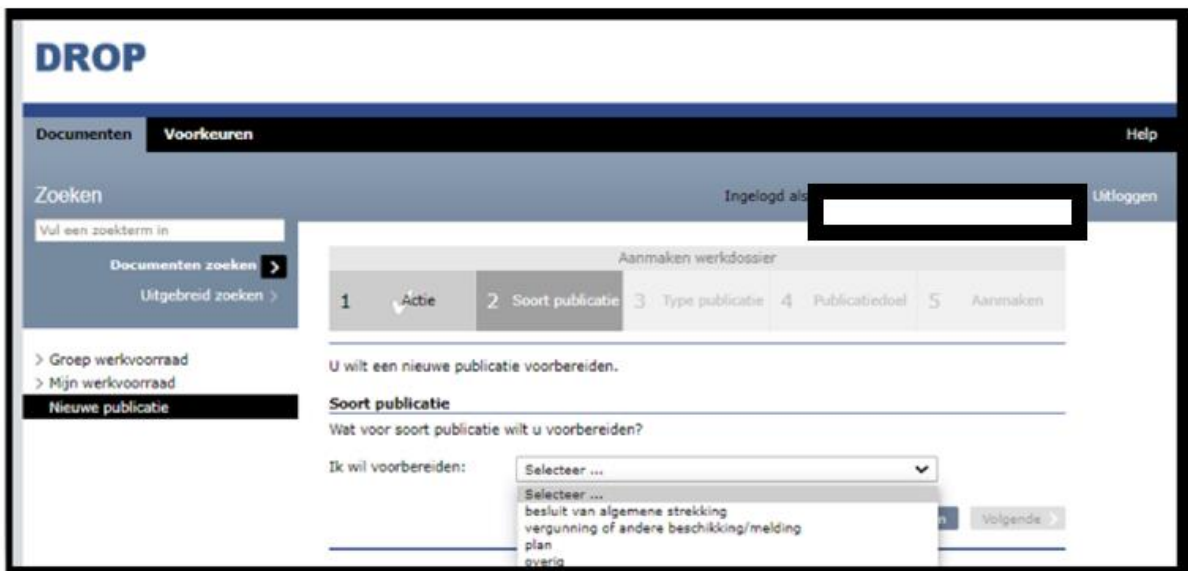 DROP
Documenten Voorkeuren Help
Zoeken
Ingelogd als Uitloggen
Vul een zoekterm in
Documenten zoeken >
Uitgebreid zoeken >
Aanmaken werkdossier
1 Actie 2 Soort publicatie 3 Type publicatie 4 Publicatiedoel 5 Aanmaken
> Groep werkvoorraad
> Mijn werkvoorraad
Nieuwe publicatie
U wilt een nieuwe publicatie voorbereiden.
Soort publicatie
Wat voor soort publicatie wilt u voorbereiden?
Ik wil voorbereiden: Selecteer ...
Selecteer ...
besluit van algemene strekking
vergunning of andere beschikking/melding
plan
overig
Volgende >